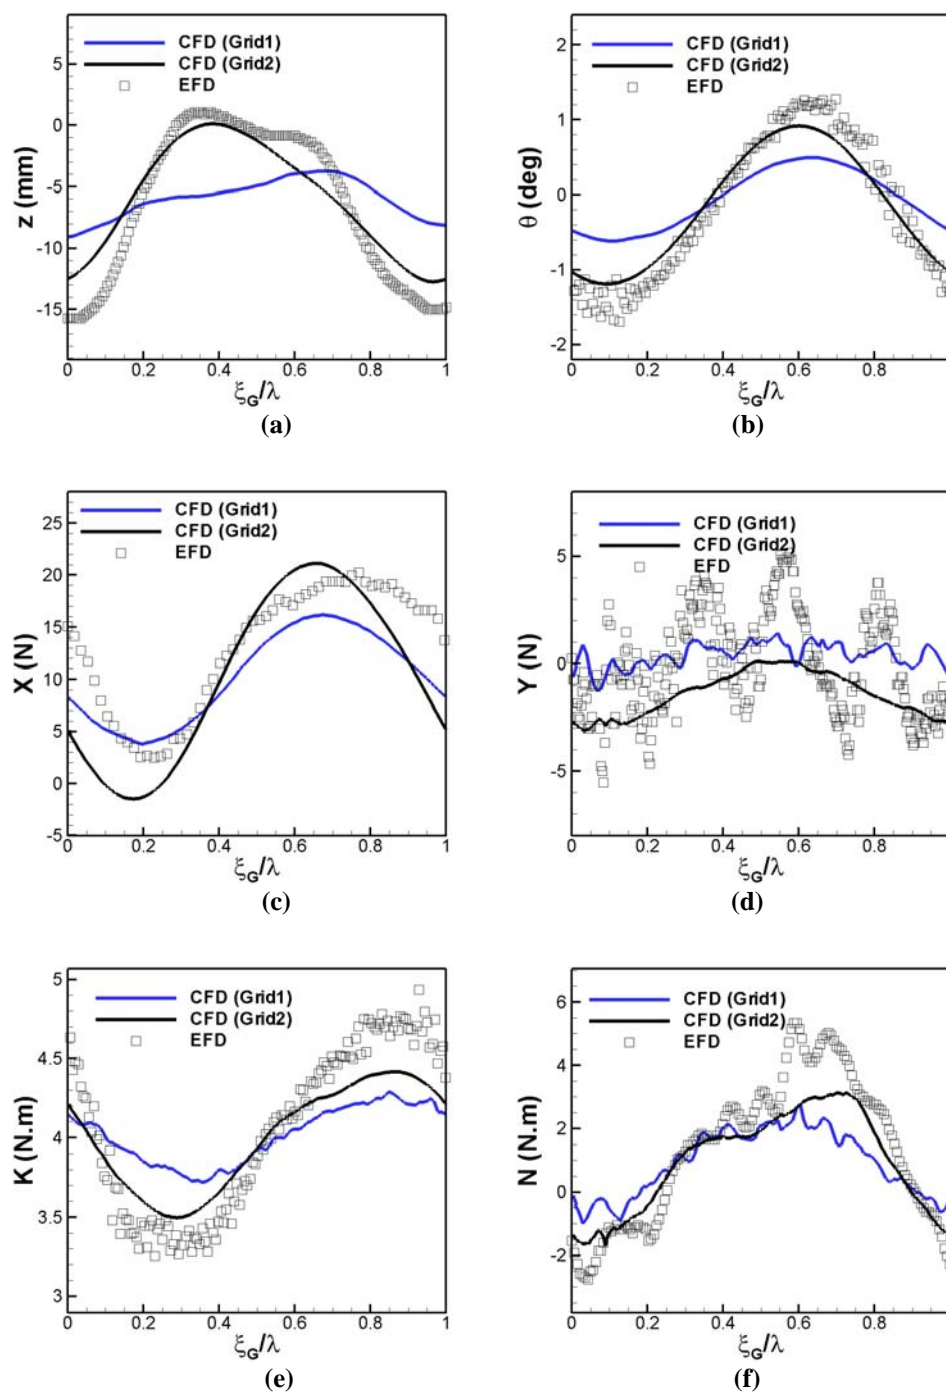 CFD (Grid1)
CFD (Grid2)
EFD
z (mm)
5
0
-5
-10
-15
0 0.2 0.4 0.6 0.8 1
ξG/λ
(a)
CFD (Grid1)
CFD (Grid2)
EFD
θ (deg)
2
1
0
-1
-2
0 0.2 0.4 0.6 0.8
ξG/λ
(b)
CFD (Grid1)
CFD (Grid2)
EFD
X (N)
25
20
15
10
5
0
-5
0 0.2 0.4 0.6 0.8 1
ξG/λ
(c)
CFD (Grid1)
CFD (Grid2)
EFD
Y (N)
5
0
-5
0 0.2 0.4 0.6 0.8
ξG/λ
(d)
CFD (Grid1)
CFD (Grid2)
EFD
K (N.m)
5
4.5
4
3.5
3
0 0.2 0.4 0.6 0.8 1
ξG/λ
(e)
CFD (Grid1)
CFD (Grid2)
EFD
N (N.m)
6
4
2
0
-2
0 0.2 0.4 0.6 0.8
ξG/λ
(f)